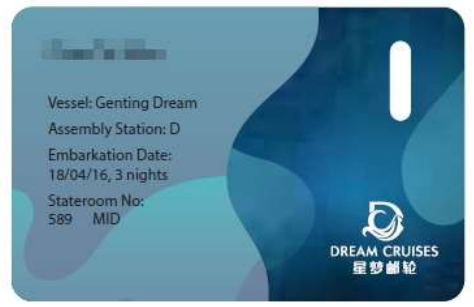 Vessel: Genting Dream
Assembly Station: D
Embarkation Date:
18/04/16, 3 nights
Stateroom No:
589 MID
DREAM CRUISES
星梦邮轮